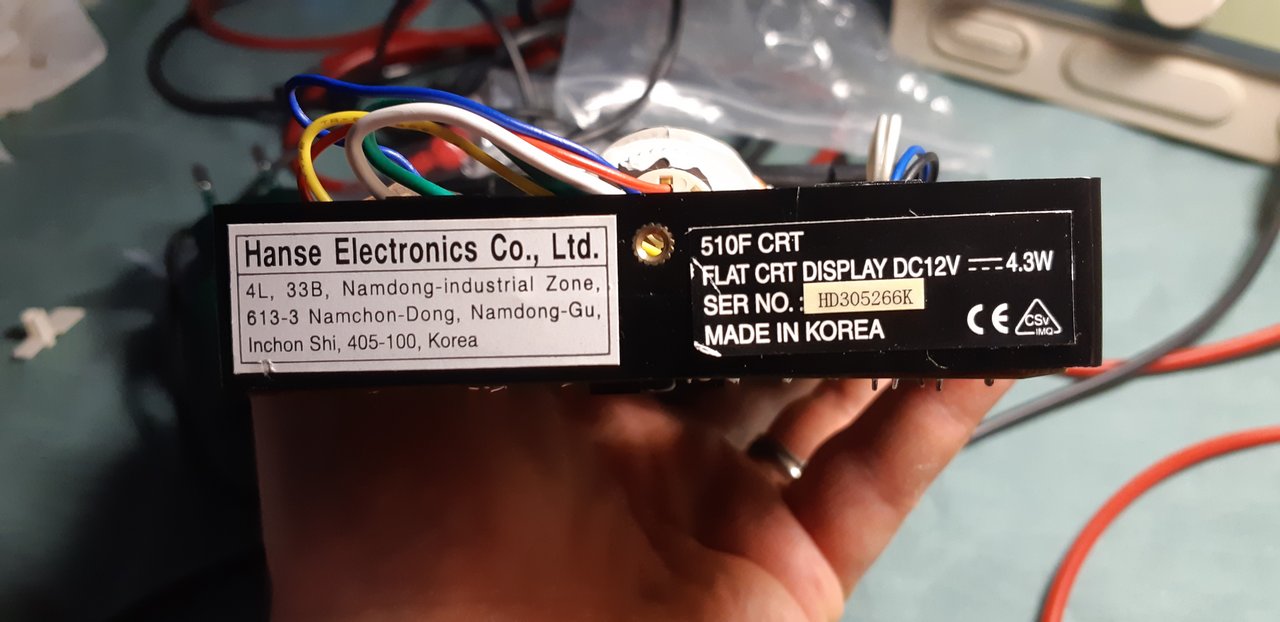 Hanse Electronics Co., Ltd.
4L, 33B, Namdong-industrial Zone,
613-3 Namchon-Dong, Namdong-Gu,
Inchon Shi, 405-100, Korea
510F CRT
FLAT CRT DISPLAY DC12V ⎓ 4.3W
SER NO. : HD305266K
MADE IN KOREA
CE
CSv
IMQ